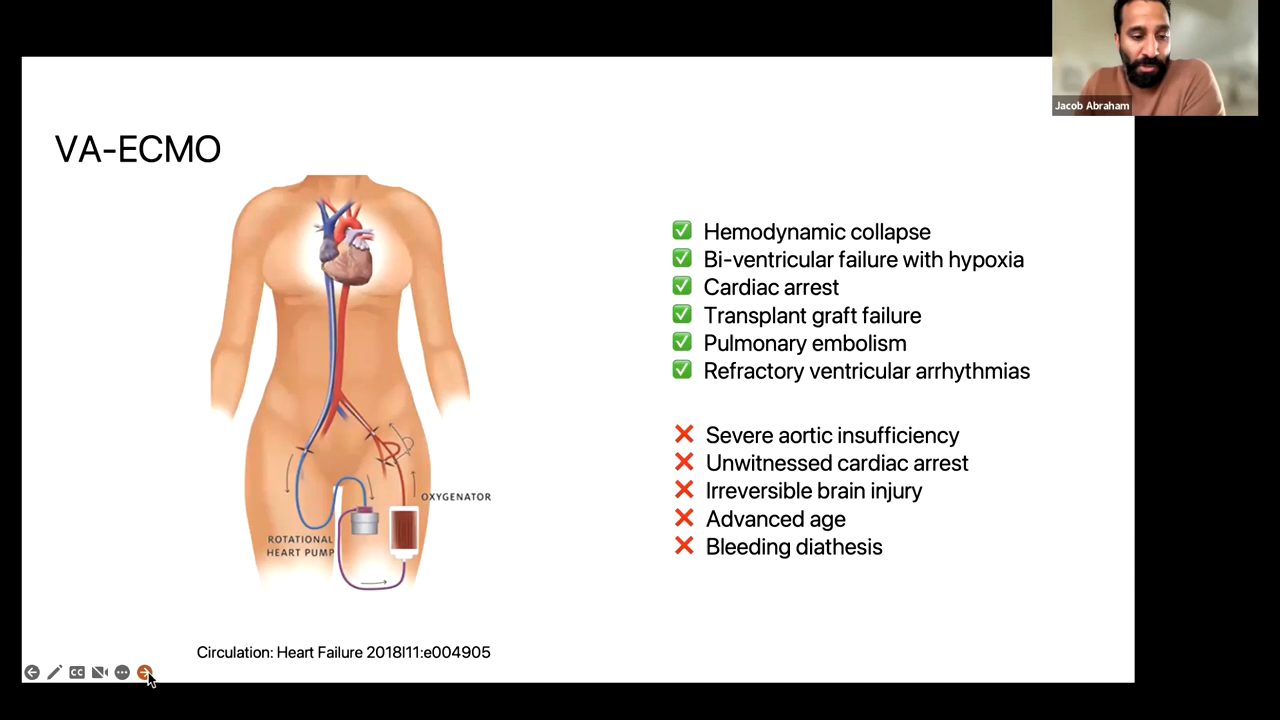 Jacob Abraham
VA-ECMO
✅ Hemodynamic collapse
✅ Bi-ventricular failure with hypoxia
✅ Cardiac arrest
✅ Transplant graft failure
✅ Pulmonary embolism
✅ Refractory ventricular arrhythmias
❌ Severe aortic insufficiency
❌ Unwitnessed cardiac arrest
❌ Irreversible brain injury
❌ Advanced age
❌ Bleeding diathesis
OXYGENATOR
ROTATIONAL
HEART PUMP
Circulation: Heart Failure 2018l11:e004905
CC